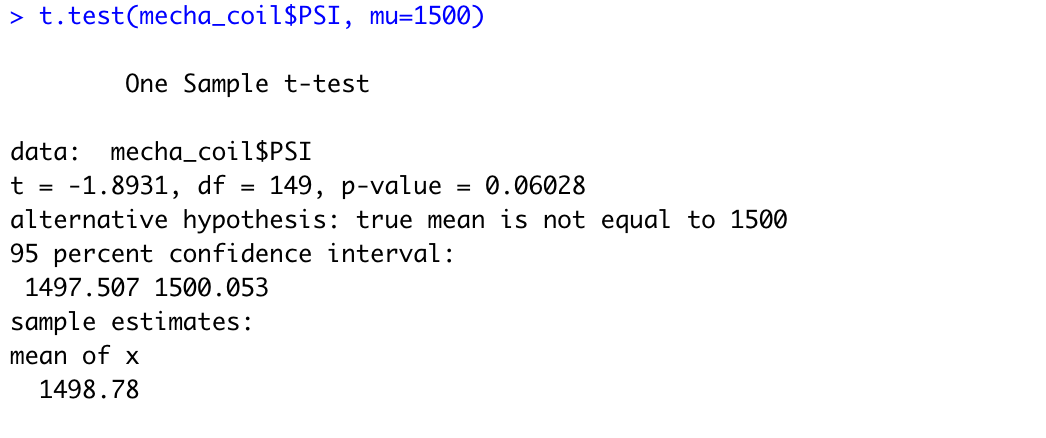 > t.test(mecha_coil$PSI, mu=1500)
One Sample t-test
data:  mecha_coil$PSI
t = -1.8931, df = 149, p-value = 0.06028
alternative hypothesis: true mean is not equal to 1500
95 percent confidence interval:
 1497.507 1500.053
sample estimates:
mean of x
  1498.78